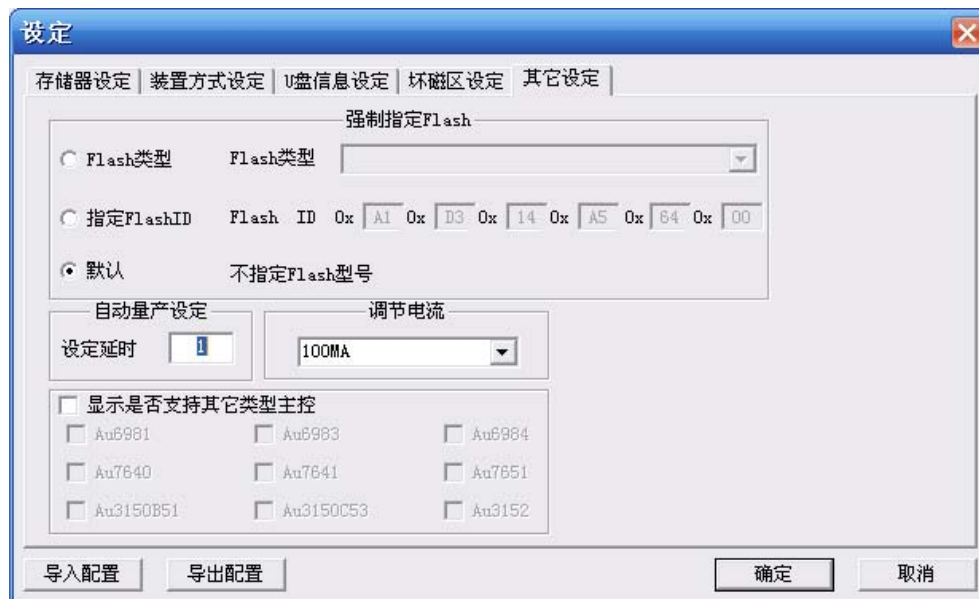 设定
存储器设定 装置方式设定 U盘信息设定 坏磁区设定 其它设定
强制指定Flash
Flash类型 Flash类型
指定FlashID Flash ID 0x A1 0x D3 0x 14 0x A5 0x 64 0x 00
默认 不指定Flash型号
自动量产设定 调节电流
设定延时 1 100MA
显示是否支持其它类型主控
Au6981 Au6983 Au6984
Au7640 Au7641 Au7651
Au3150B51 Au3150C53 Au3152
导入配置 导出配置 确定 取消